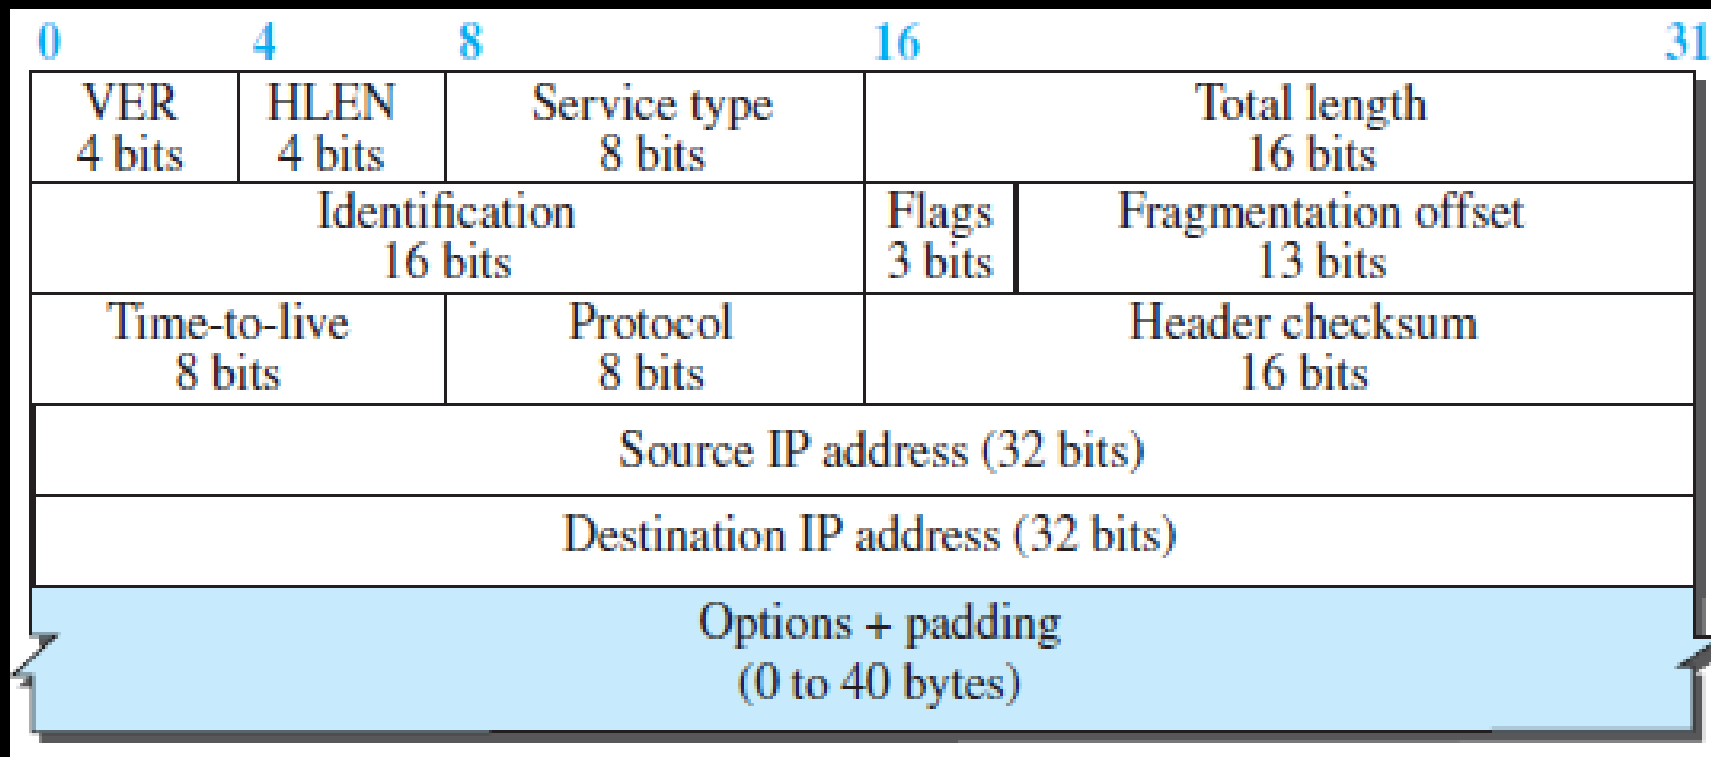 0 4 8 16 31
VER HLEN Service type Total length
4 bits 4 bits 8 bits 16 bits
Identification Flags Fragmentation offset
16 bits 3 bits 13 bits
Time-to-live Protocol Header checksum
8 bits 8 bits 16 bits
Source IP address (32 bits)
Destination IP address (32 bits)
Options + padding
(0 to 40 bytes)